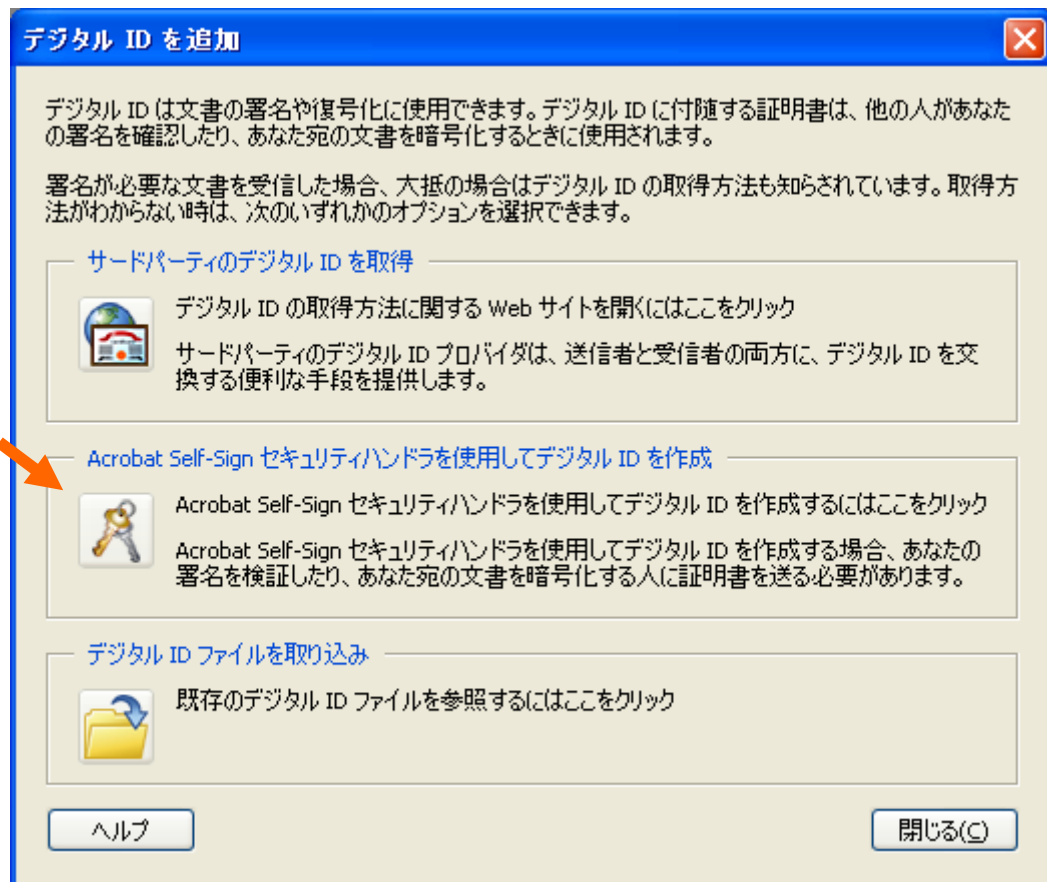 デジタル ID を追加
デジタル ID は文書の署名や復号化に使用できます。デジタル ID に付随する証明書は、他の人があなた
の署名を確認したり、あなた宛の文書を暗号化するときに使用されます。
署名が必要な文書を受信した場合、大抵の場合はデジタル ID の取得方法も知らされています。取得方
法がわからない時は、次のいずれかのオプションを選択できます。
サードパーティのデジタル ID を取得
デジタル ID の取得方法に関する Web サイトを開くにはここをクリック
サードパーティのデジタル ID プロバイダは、送信者と受信者の両方に、デジタル ID を交
換する便利な手段を提供します。
Acrobat Self-Sign セキュリティハンドラを使用してデジタル ID を作成
Acrobat Self-Sign セキュリティハンドラを使用してデジタル ID を作成するにはここをクリック
Acrobat Self-Sign セキュリティハンドラを使用してデジタル ID を作成する場合、あなたの
署名を検証したり、あなた宛の文書を暗号化する人に証明書を送る必要があります。
デジタル ID ファイルを取り込み
既存のデジタル ID ファイルを参照するにはここをクリック
ヘルプ
閉じる(C)